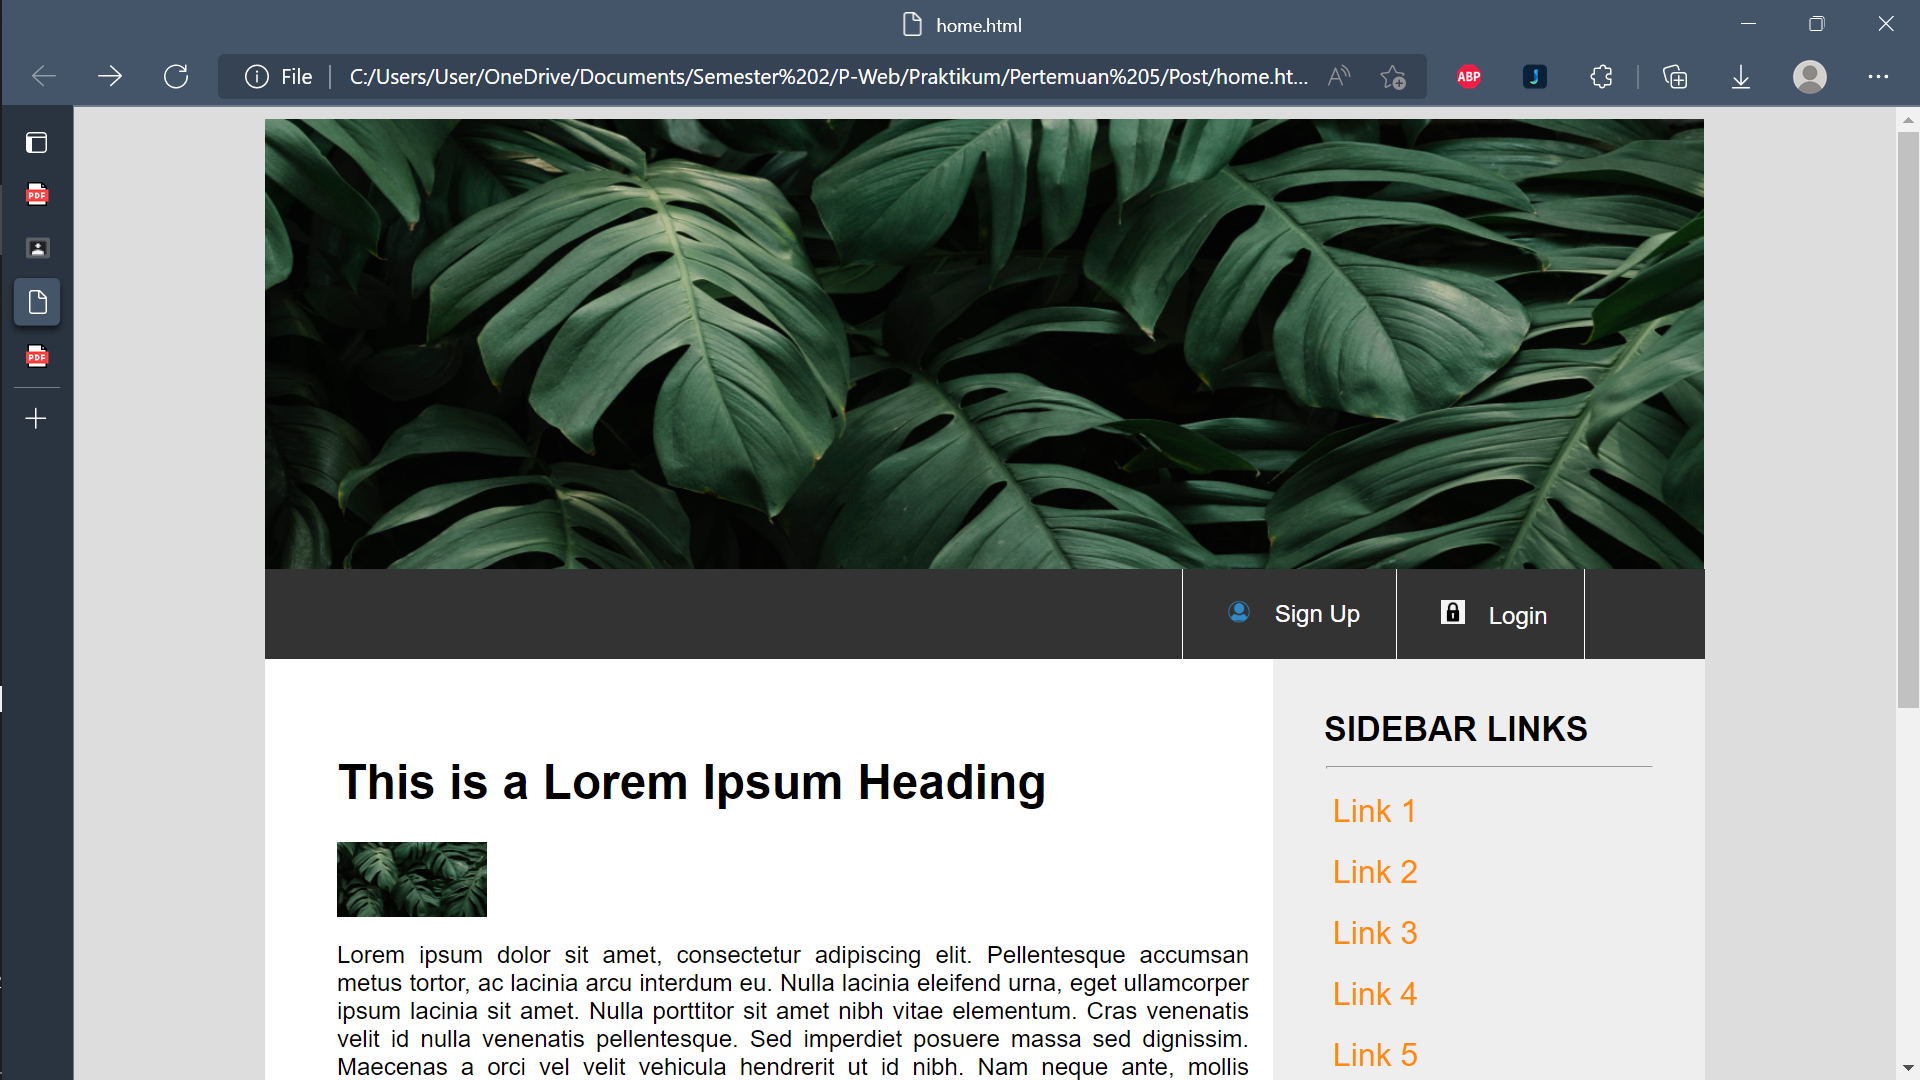 home.html
File
C:/Users/User/OneDrive/Documents/Semester%202/P-Web/Praktikum/Pertemuan%205/Post/home.ht...
A
ABP
J
PDF
PDF
Sign Up
Login
This is a Lorem Ipsum Heading
Lorem ipsum dolor sit amet, consectetur adipiscing elit. Pellentesque accumsan
metus tortor, ac lacinia arcu interdum eu. Nulla lacinia eleifend urna, eget ullamcorper
ipsum lacinia sit amet. Nulla porttitor sit amet nibh vitae elementum. Cras venenatis
velit id nulla venenatis pellentesque. Sed imperdiet posuere massa sed dignissim.
Maecenas a orci vel velit vehicula hendrerit ut id nibh. Nam neque ante, mollis
SIDEBAR LINKS
Link 1
Link 2
Link 3
Link 4
Link 5